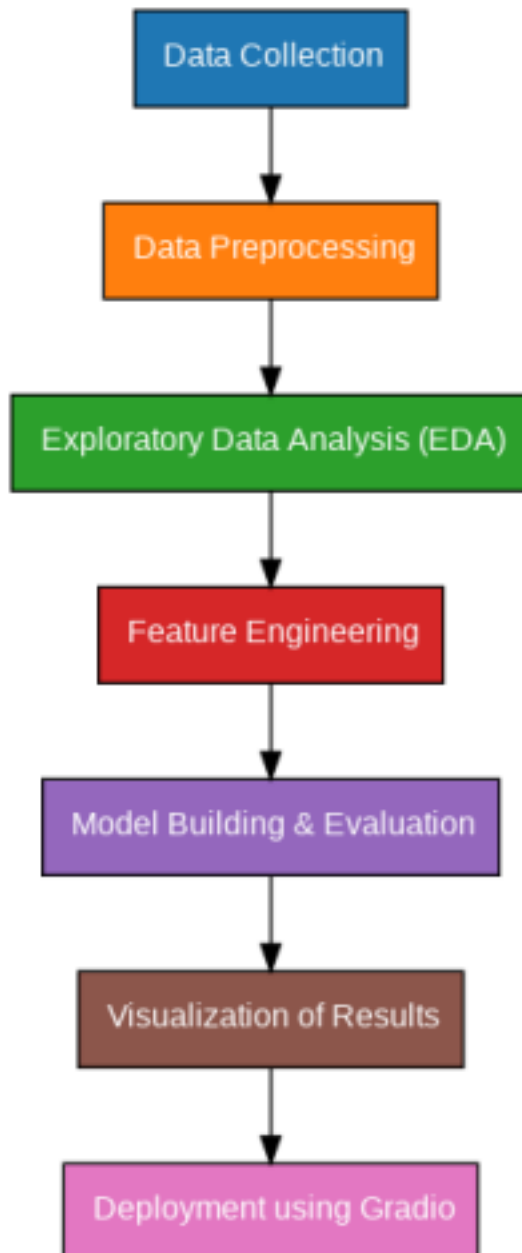 Data Collection
Data Preprocessing
Exploratory Data Analysis (EDA)
Feature Engineering
Model Building & Evaluation
Visualization of Results
Deployment using Gradio